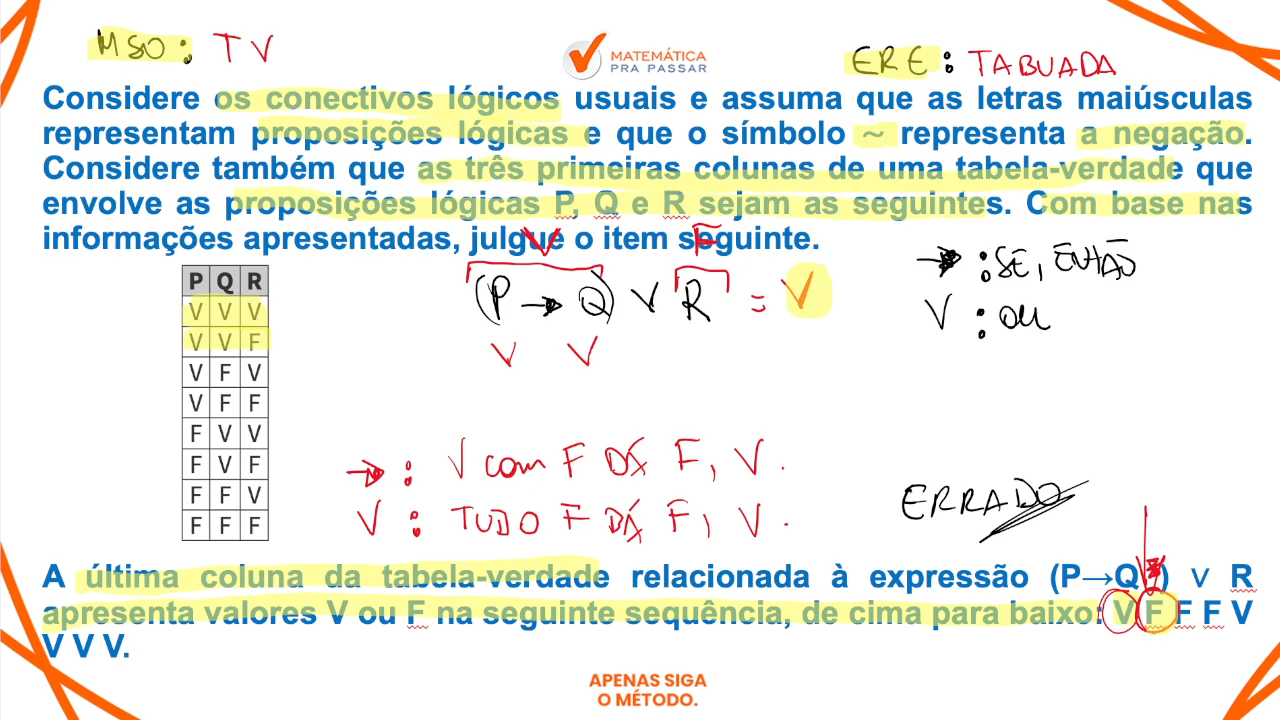 MSO: TV
MATEMÁTICA
PRA PASSAR
ERE: TABUADA
Considere os conectivos lógicos usuais e assuma que as letras maiúsculas
representam proposições lógicas e que o símbolo ~ representa a negação.
Considere também que as três primeiras colunas de uma tabela-verdade que
envolve as proposições lógicas P, Q e R sejam as seguintes. Com base nas
informações apresentadas, julgue o item seguinte.
V F
P Q R
V V V
V V F
V F V
V F F
F V V
F V F
F F V
F F F
(P → Q) V R = V
V V
→ : SE, ENTÃO
V : OU
→ : V COM F DÁ F, V.
V : TUDO F DÁ F, V.
ERRADO
A última coluna da tabela-verdade relacionada à expressão (P→Q) ∨ R
V
apresenta valores V ou F na seguinte sequência, de cima para baixo: V F F F V
V V V.
APENAS SIGA
O MÉTODO.